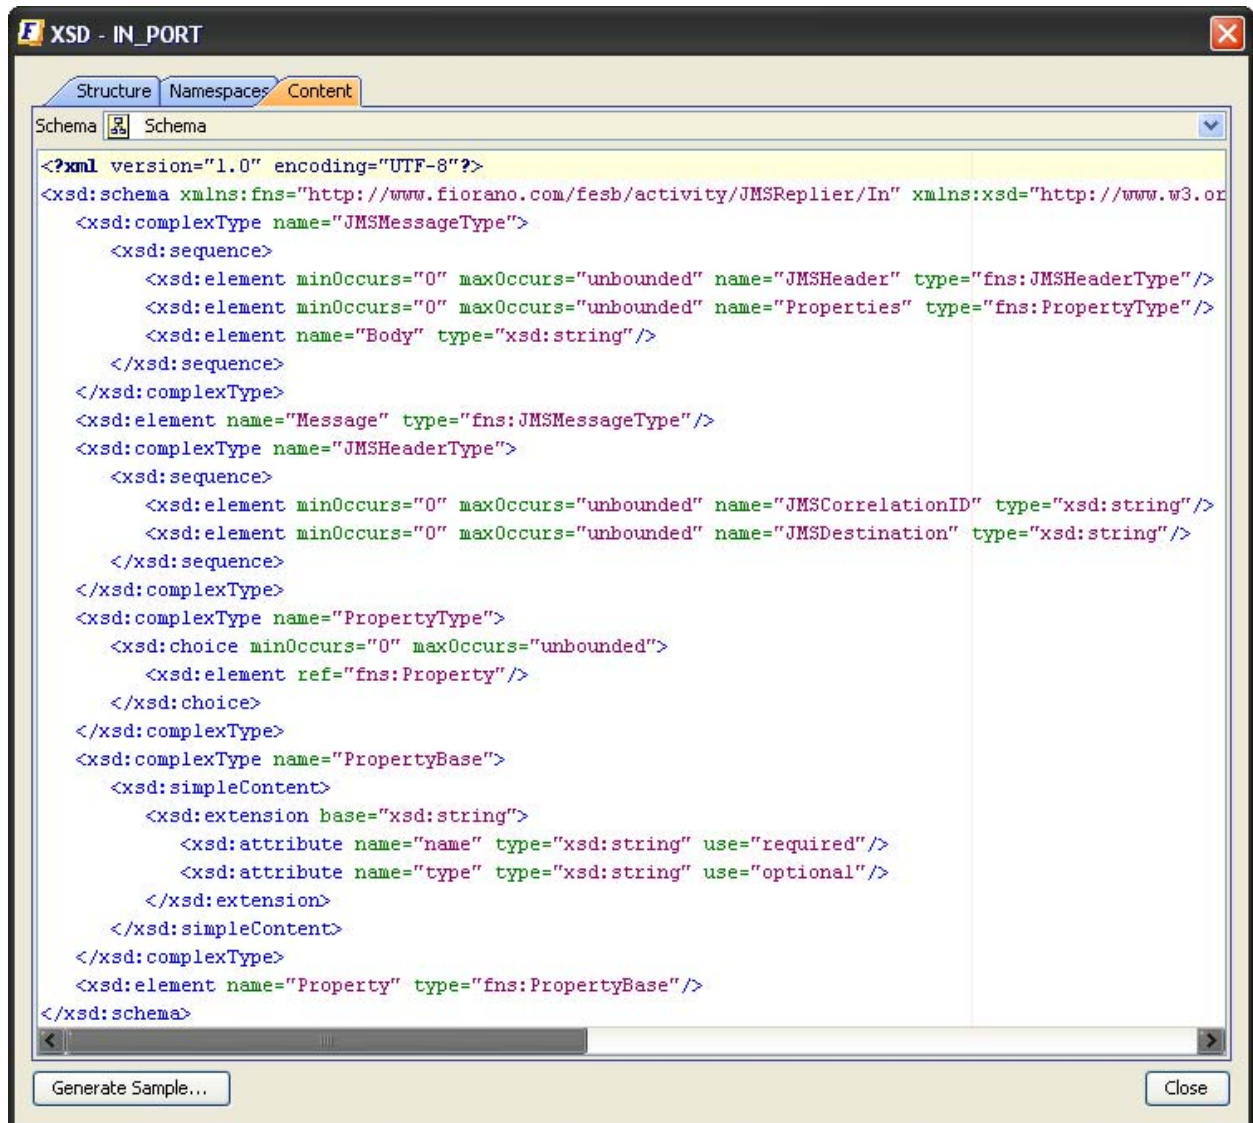 XSD - IN_PORT
Structure Namespaces Content
Schema Schema
<?xml version="1.0" encoding="UTF-8"?>
<xsd:schema xmlns:fns="http://www.fiorano.com/fesb/activity/JMSReplier/In" xmlns:xsd="http://www.w3.or
<xsd:complexType name="JMSMessageType">
<xsd:sequence>
<xsd:element minOccurs="0" maxOccurs="unbounded" name="JMSHeader" type="fns:JMSHeaderType"/>
<xsd:element minOccurs="0" maxOccurs="unbounded" name="Properties" type="fns:PropertyType"/>
<xsd:element name="Body" type="xsd:string"/>
</xsd:sequence>
</xsd:complexType>
<xsd:element name="Message" type="fns:JMSMessageType"/>
<xsd:complexType name="JMSHeaderType">
<xsd:sequence>
<xsd:element minOccurs="0" maxOccurs="unbounded" name="JMSCorrelationID" type="xsd:string"/>
<xsd:element minOccurs="0" maxOccurs="unbounded" name="JMSDestination" type="xsd:string"/>
</xsd:sequence>
</xsd:complexType>
<xsd:complexType name="PropertyType">
<xsd:choice minOccurs="0" maxOccurs="unbounded">
<xsd:element ref="fns:Property"/>
</xsd:choice>
</xsd:complexType>
<xsd:complexType name="PropertyBase">
<xsd:simpleContent>
<xsd:extension base="xsd:string">
<xsd:attribute name="name" type="xsd:string" use="required"/>
<xsd:attribute name="type" type="xsd:string" use="optional"/>
</xsd:extension>
</xsd:simpleContent>
</xsd:complexType>
<xsd:element name="Property" type="fns:PropertyBase"/>
</xsd:schema>
Generate Sample... Close